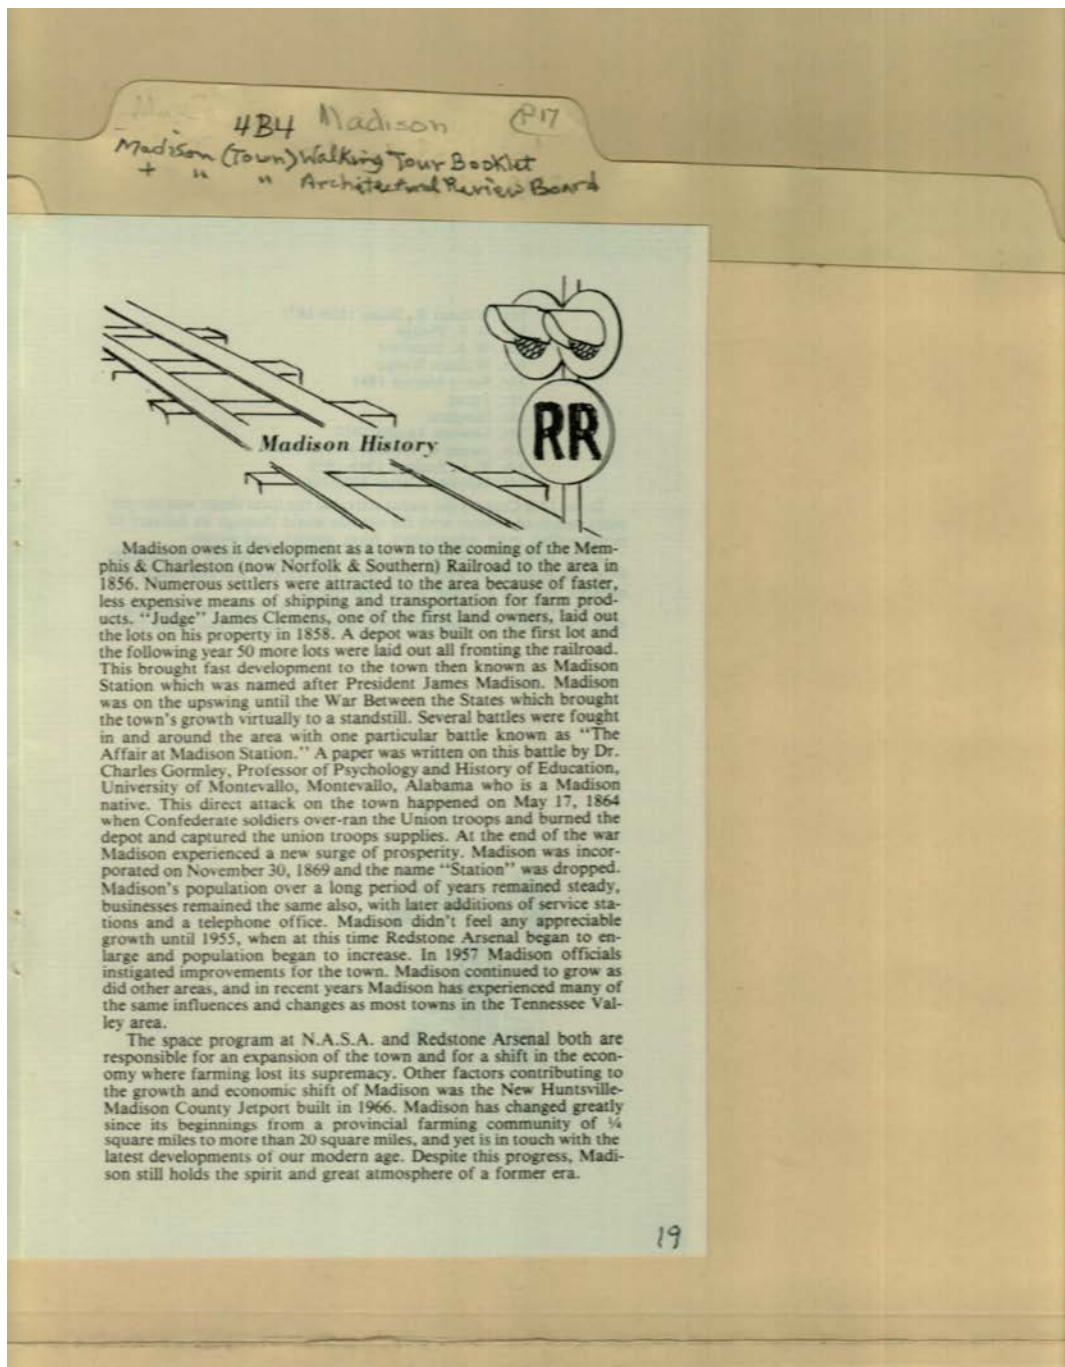 4B4 Madison P17
Madison (Town) Walking Tour Booklet
+ " " Architectural Review Board
RR
Madison History
Madison owes it development as a town to the coming of the Mem-
phis & Charleston (now Norfolk & Southern) Railroad to the area in
1856. Numerous settlers were attracted to the area because of faster,
less expensive means of shipping and transportation for farm prod-
ucts. "Judge" James Clemens, one of the first land owners, laid out
the lots on his property in 1858. A depot was built on the first lot and
the following year 50 more lots were laid out all fronting the railroad.
This brought fast development to the town then known as Madison
Station which was named after President James Madison. Madison
was on the upswing until the War Between the States which brought
the town's growth virtually to a standstill. Several battles were fought
in and around the area with one particular battle known as "The
Affair at Madison Station." A paper was written on this battle by Dr.
Charles Gormley, Professor of Psychology and History of Education,
University of Montevallo, Montevallo, Alabama who is a Madison
native. This direct attack on the town happened on May 17, 1864
when Confederate soldiers over-ran the Union troops and burned the
depot and captured the union troops supplies. At the end of the war
Madison experienced a new surge of prosperity. Madison was incor-
porated on November 30, 1869 and the name "Station" was dropped.
Madison's population over a long period of years remained steady,
businesses remained the same also, with later additions of service sta-
tions and a telephone office. Madison didn't feel any appreciable
growth until 1955, when at this time Redstone Arsenal began to en-
large and population began to increase. In 1957 Madison officials
instigated improvements for the town. Madison continued to grow as
did other areas, and in recent years Madison has experienced many of
the same influences and changes as most towns in the Tennessee Val-
ley area.
The space program at N.A.S.A. and Redstone Arsenal both are
responsible for an expansion of the town and for a shift in the econ-
omy where farming lost its supremacy. Other factors contributing to
the growth and economic shift of Madison was the New Huntsville-
Madison County Jetport built in 1966. Madison has changed greatly
since its beginnings from a provincial farming community of ¼
square miles to more than 20 square miles, and yet is in touch with the
latest developments of our modern age. Despite this progress, Madi-
son still holds the spirit and great atmosphere of a former era.
19